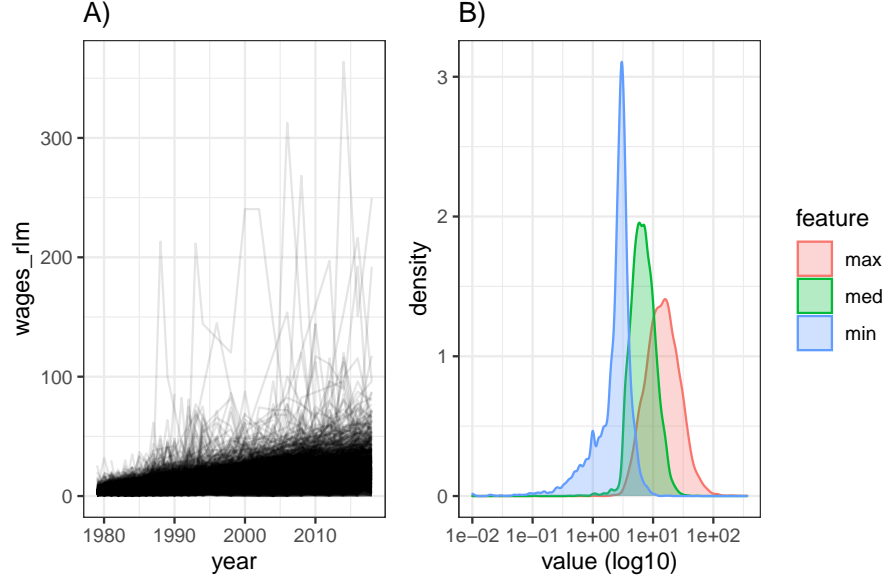 A)
wages_rlm
300
200
100
0
1980 1990 2000 2010
year
B)
density
3
2
1
0
1e−02 1e−01 1e+00 1e+01 1e+02
value (log10)
feature
max
med
min